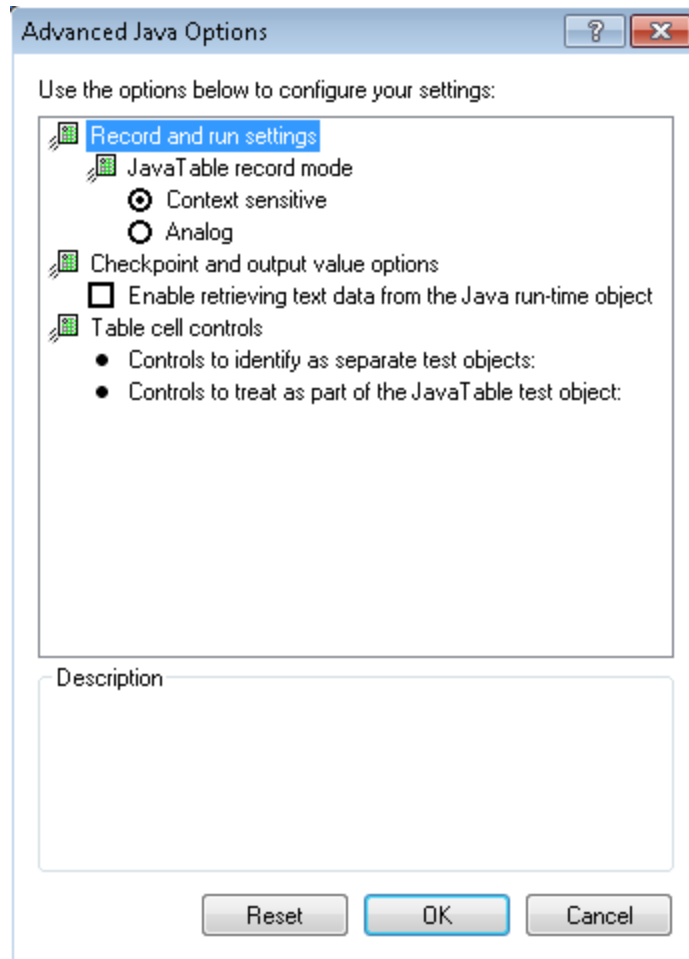 Advanced Java Options
Use the options below to configure your settings:
Record and run settings
JavaTable record mode
Context sensitive
Analog
Checkpoint and output value options
Enable retrieving text data from the Java run-time object
Table cell controls
Controls to identify as separate test objects:
Controls to treat as part of the JavaTable test object:
Description
Reset OK Cancel